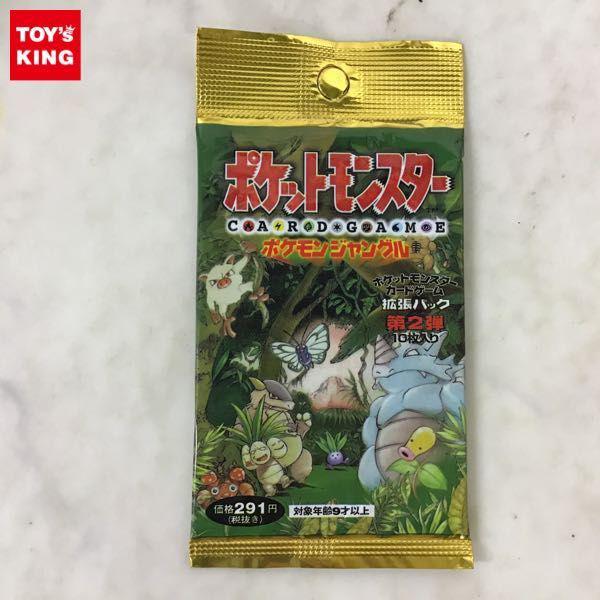 TOY'S
KING
ポケットモンスター
CARDGAME
ポケモンジャングル
ポケットモンスター
カードゲーム
拡張パック
第2弾
10枚入り
価格291円
(税抜き)
対象年齢9才以上